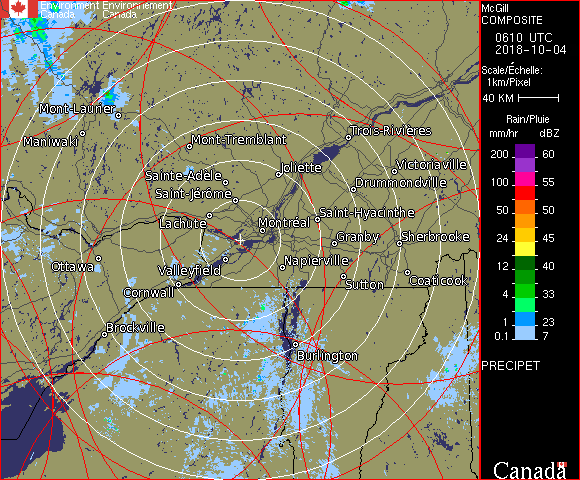 Environment Environnement
Canada Canada
McGill
COMPOSITE
0610 UTC
2018-10-04
Scale/Échelle:
1km/Pixel
40 KM
Rain/Pluie
mm/hr dBZ
200 60
100 55
50 50
24 45
12 40
4 33
1 23
0.1 7
PRECIPET
Canada
Mont-Laurier
Maniwaki
Mont-Tremblant
Trois-Rivières
Joliette
Victoriaville
Sainte-Adèle
Drummondville
Saint-Jérôme
Saint-Hyacinthe
Lachute
Montréal
Granby
Sherbrooke
Ottawa
Valleyfield
Napierville
Cornwall
Sutton
Coaticook
Brockville
Burlington